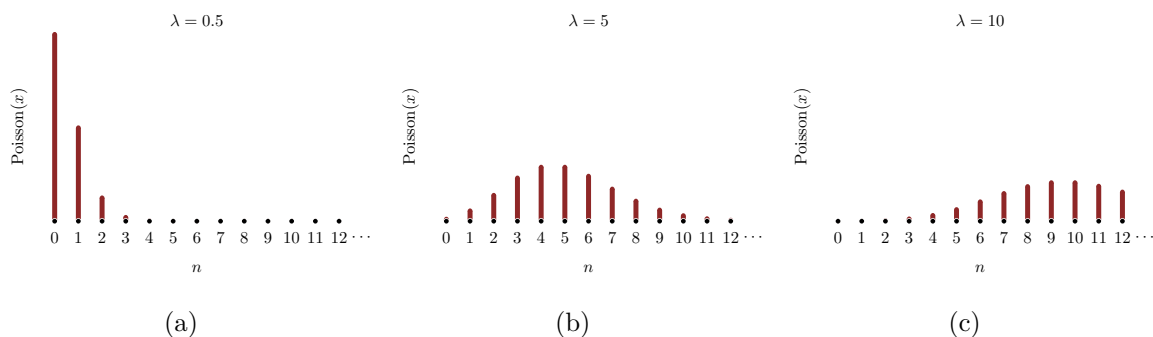 λ = 0.5
Poisson(x)
0 1 2 3 4 5 6 7 8 9 10 11 12 ···
n
(a)
λ = 5
Poisson(x)
0 1 2 3 4 5 6 7 8 9 10 11 12 ···
n
(b)
λ = 10
Poisson(x)
0 1 2 3 4 5 6 7 8 9 10 11 12 ···
n
(c)